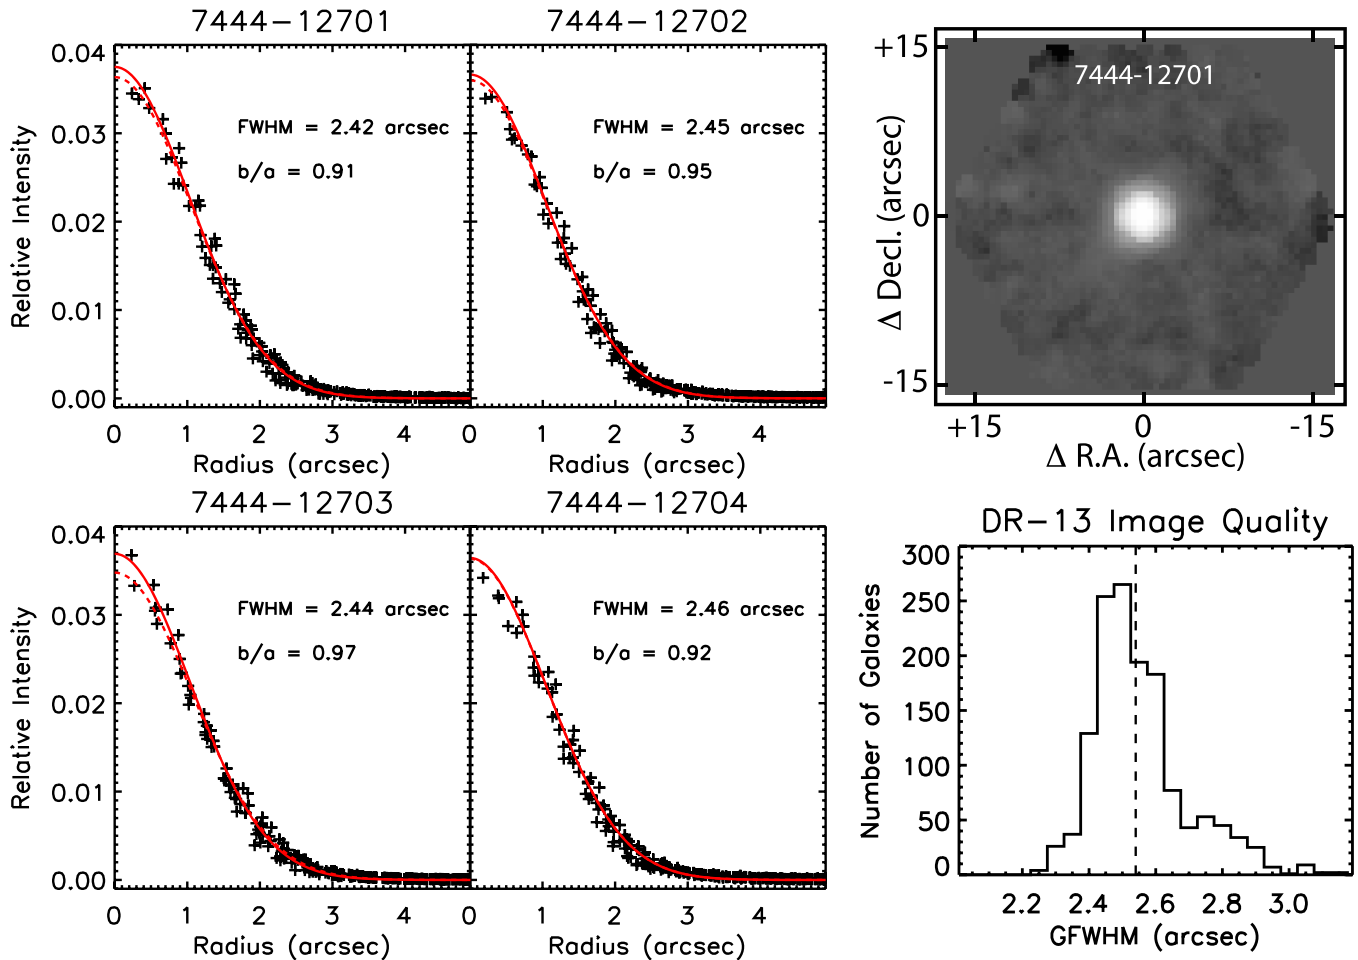 7444-12701
7444-12702
0.04
0.03
0.02
0.01
0.00
Relative Intensity
FWHM = 2.42 arcsec
b/a = 0.91
FWHM = 2.45 arcsec
b/a = 0.95
0 1 2 3 4
0 1 2 3 4
Radius (arcsec)
Radius (arcsec)
7444-12701
+15
0
-15
Δ Decl. (arcsec)
+15 0 -15
Δ R.A. (arcsec)
7444-12703
7444-12704
0.04
0.03
0.02
0.01
0.00
Relative Intensity
FWHM = 2.44 arcsec
b/a = 0.97
FWHM = 2.46 arcsec
b/a = 0.92
0 1 2 3 4
0 1 2 3 4
Radius (arcsec)
Radius (arcsec)
DR-13 Image Quality
300
250
200
150
100
50
0
Number of Galaxies
2.2 2.4 2.6 2.8 3.0
GFWHM (arcsec)